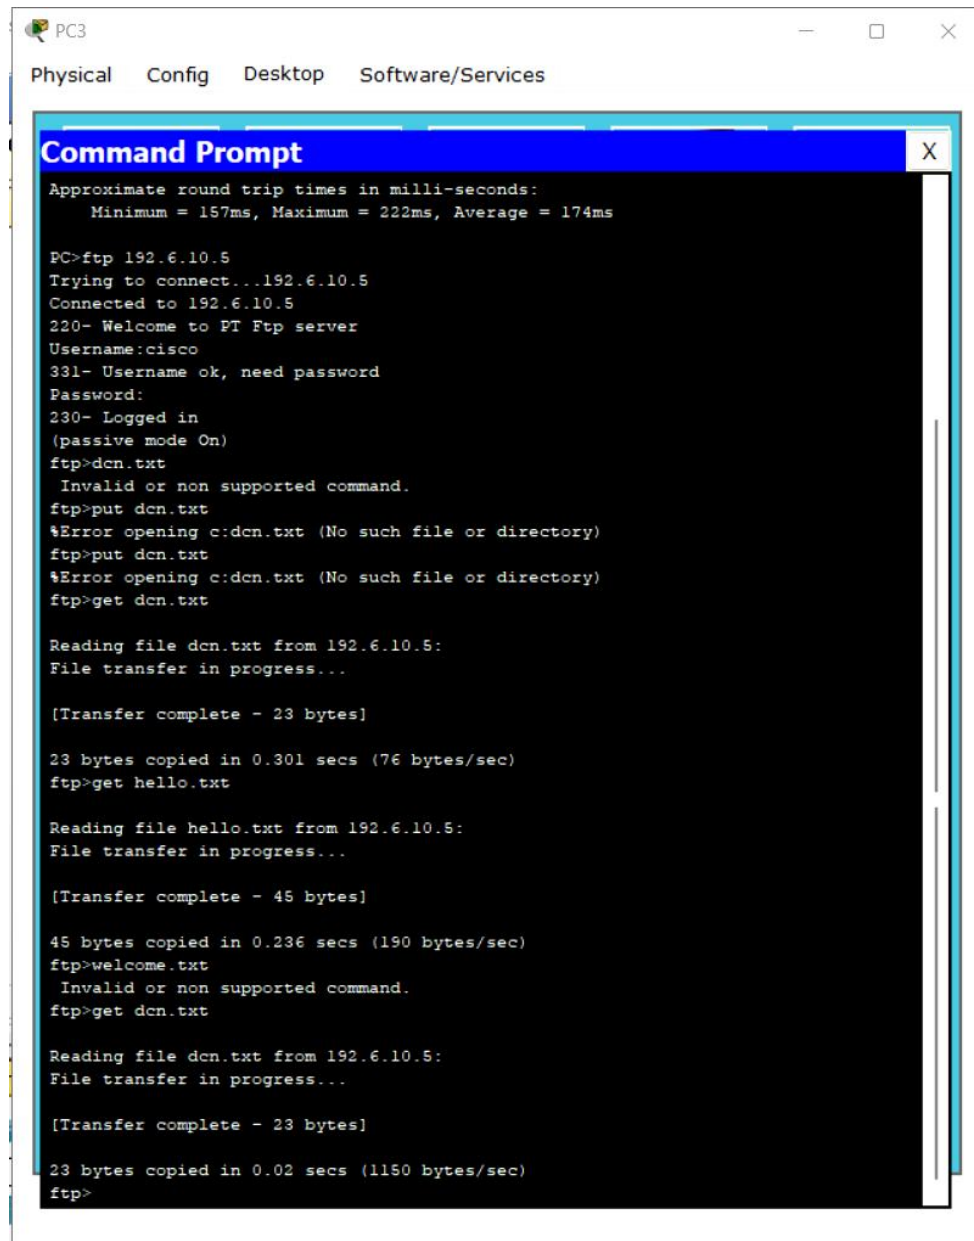 PC3
Physical Config Desktop Software/Services
Command Prompt X
Approximate round trip times in milli-seconds:
    Minimum = 157ms, Maximum = 222ms, Average = 174ms
PC>ftp 192.6.10.5
Trying to connect...192.6.10.5
Connected to 192.6.10.5
220- Welcome to PT Ftp server
Username:cisco
331- Username ok, need password
Password:
230- Logged in
(passive mode On)
ftp>dcn.txt
 Invalid or non supported command.
ftp>put dcn.txt
%Error opening c:dcn.txt (No such file or directory)
ftp>put dcn.txt
%Error opening c:dcn.txt (No such file or directory)
ftp>get dcn.txt
Reading file dcn.txt from 192.6.10.5:
File transfer in progress...
[Transfer complete - 23 bytes]
23 bytes copied in 0.301 secs (76 bytes/sec)
ftp>get hello.txt
Reading file hello.txt from 192.6.10.5:
File transfer in progress...
[Transfer complete - 45 bytes]
45 bytes copied in 0.236 secs (190 bytes/sec)
ftp>welcome.txt
 Invalid or non supported command.
ftp>get dcn.txt
Reading file dcn.txt from 192.6.10.5:
File transfer in progress...
[Transfer complete - 23 bytes]
23 bytes copied in 0.02 secs (1150 bytes/sec)
ftp>